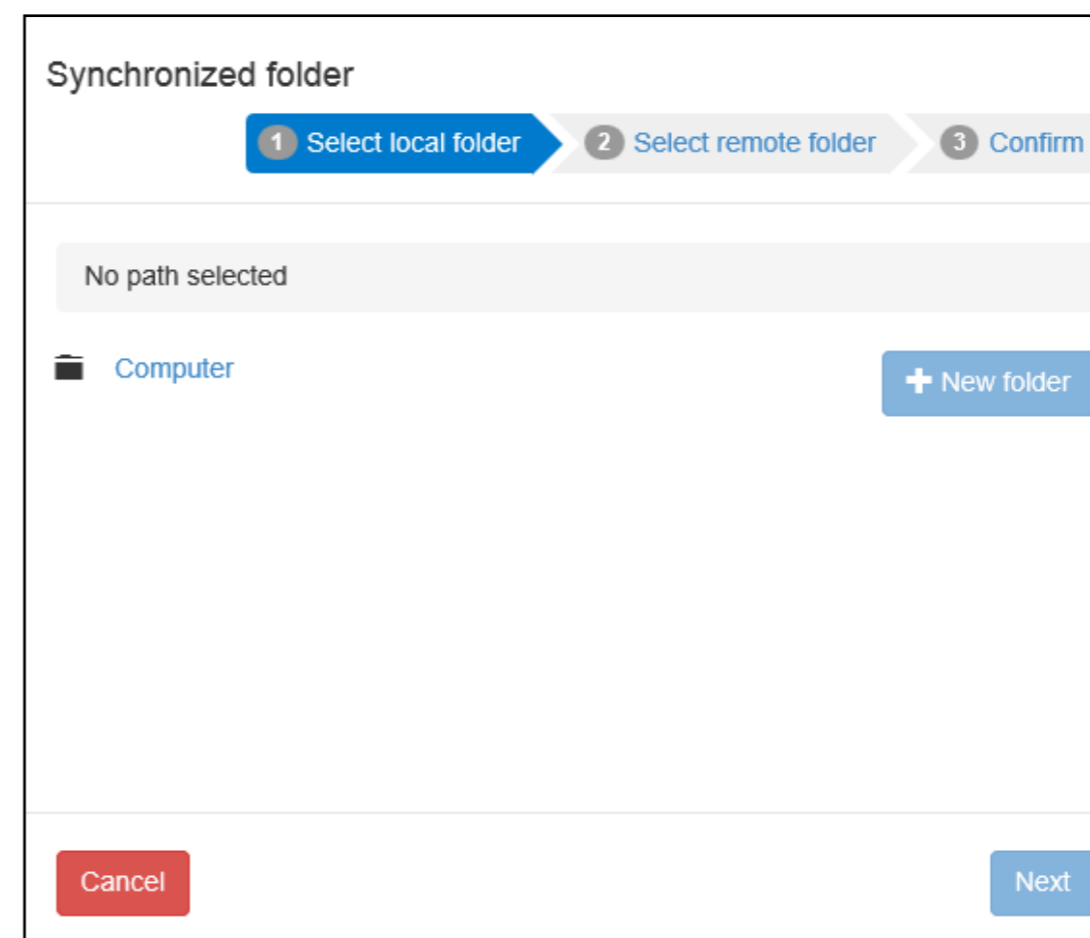 Synchronized folder
1 Select local folder 2 Select remote folder 3 Confirm
No path selected
Computer
New folder
Cancel Next